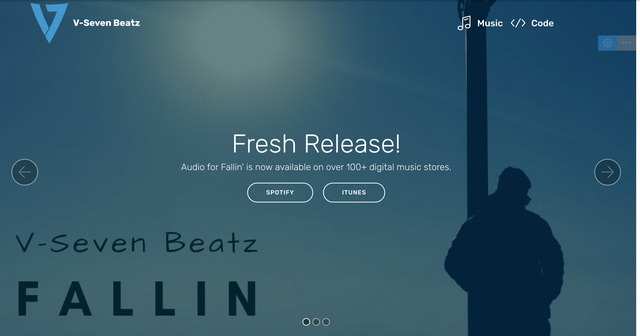 V-Seven Beatz
Music
Code
Fresh Release!
Audio for Fallin' is now available on over 100+ digital music stores.
SPOTIFY
ITUNES
V-Seven Beatz
FALLIN